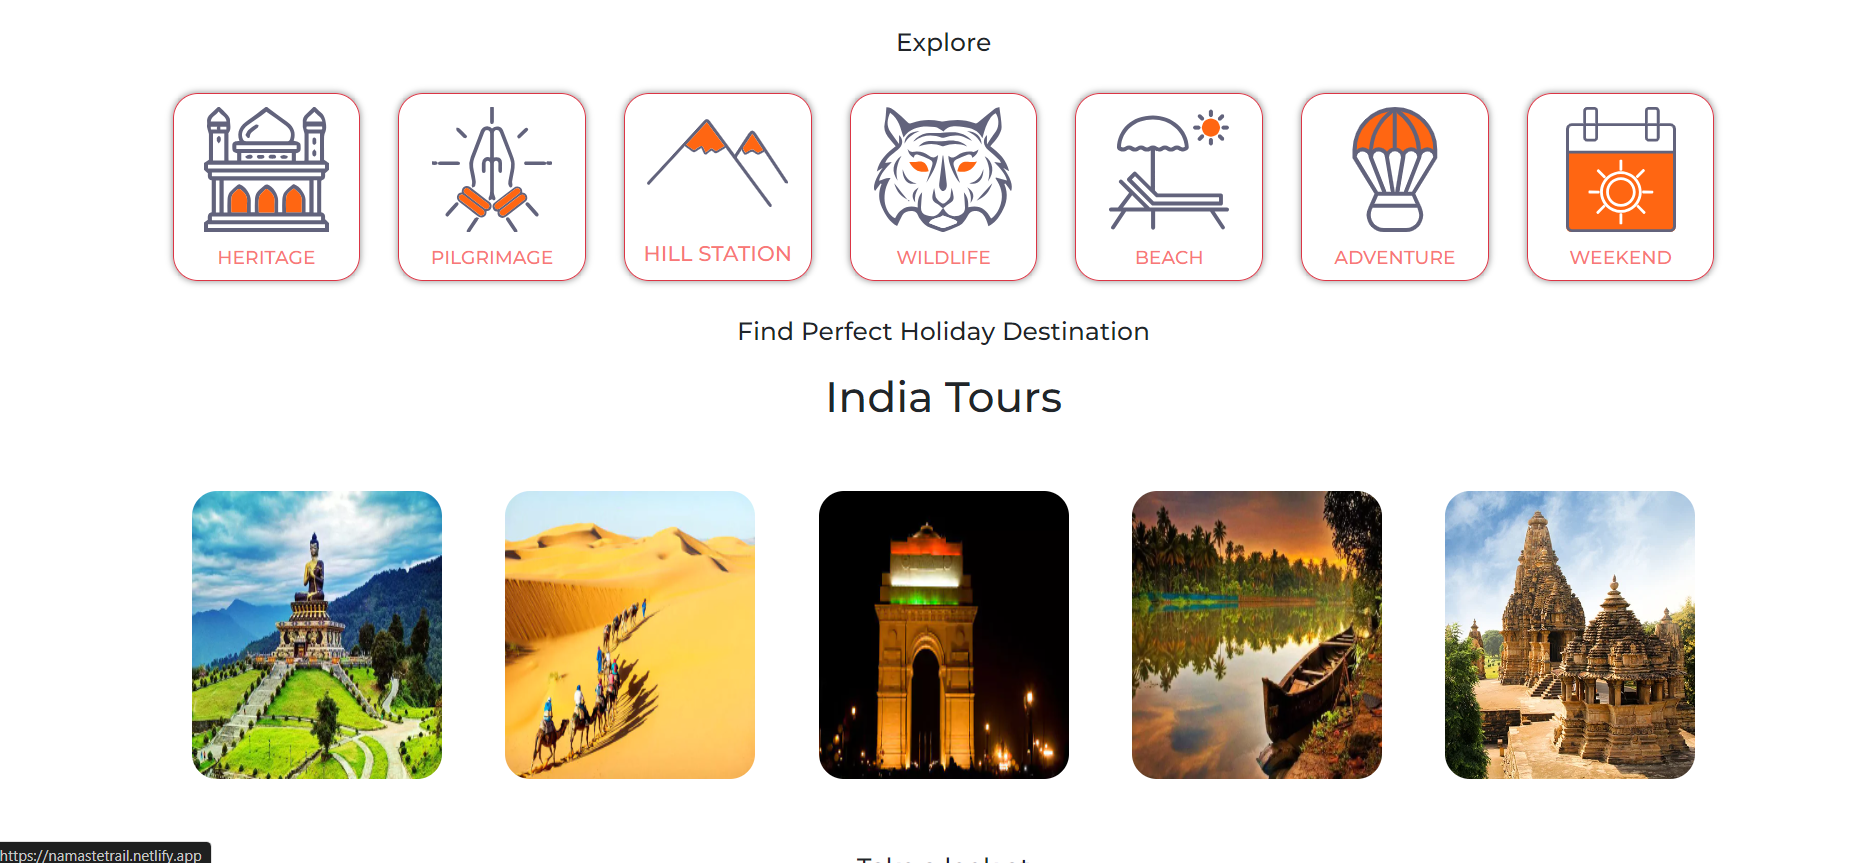 Explore
HERITAGE
PILGRIMAGE
HILL STATION
WILDLIFE
BEACH
ADVENTURE
WEEKEND
Find Perfect Holiday Destination
India Tours
https://namastetrail.netlify.app